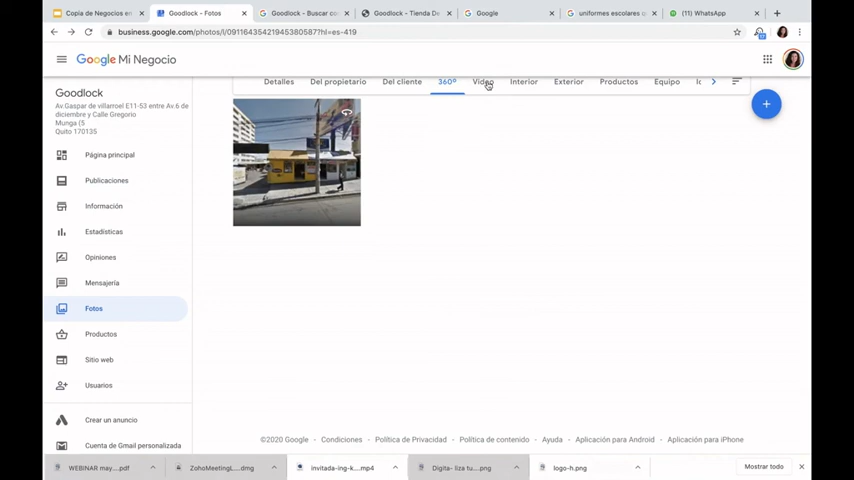 Copia de Negocios en
Goodlock - Fotos
Goodlock - Buscar co
Goodlock - Tienda De
Google
uniformes escolares
(11) WhatsApp
business.google.com/photos/l/09116439421945380587?hl=es-419
Google Mi Negocio
Detalles
Del propietario
Del cliente
360º
Video
Interior
Exterior
Productos
Equipo
Goodlock
Av.Gaspar de villarroel E11-53 entre Av.6 de
diciembre y Calle Gregorio
Munga (5
Quito 170135
Página principal
Publicaciones
Información
Estadísticas
Opiniones
Mensajería
Fotos
Productos
Sitio web
Usuarios
Crear un anuncio
Cuenta de Gmail personalizada
©2020 Google - Condiciones - Política de Privacidad - Política de contenido - Ayuda - Aplicación para Android - Aplicación para iPhone
WEBINAR may....pdf
ZohoMeetingL....dmg
invitada-ing-k....mp4
Digita- liza tu....png
logo-h.png
Mostrar todo